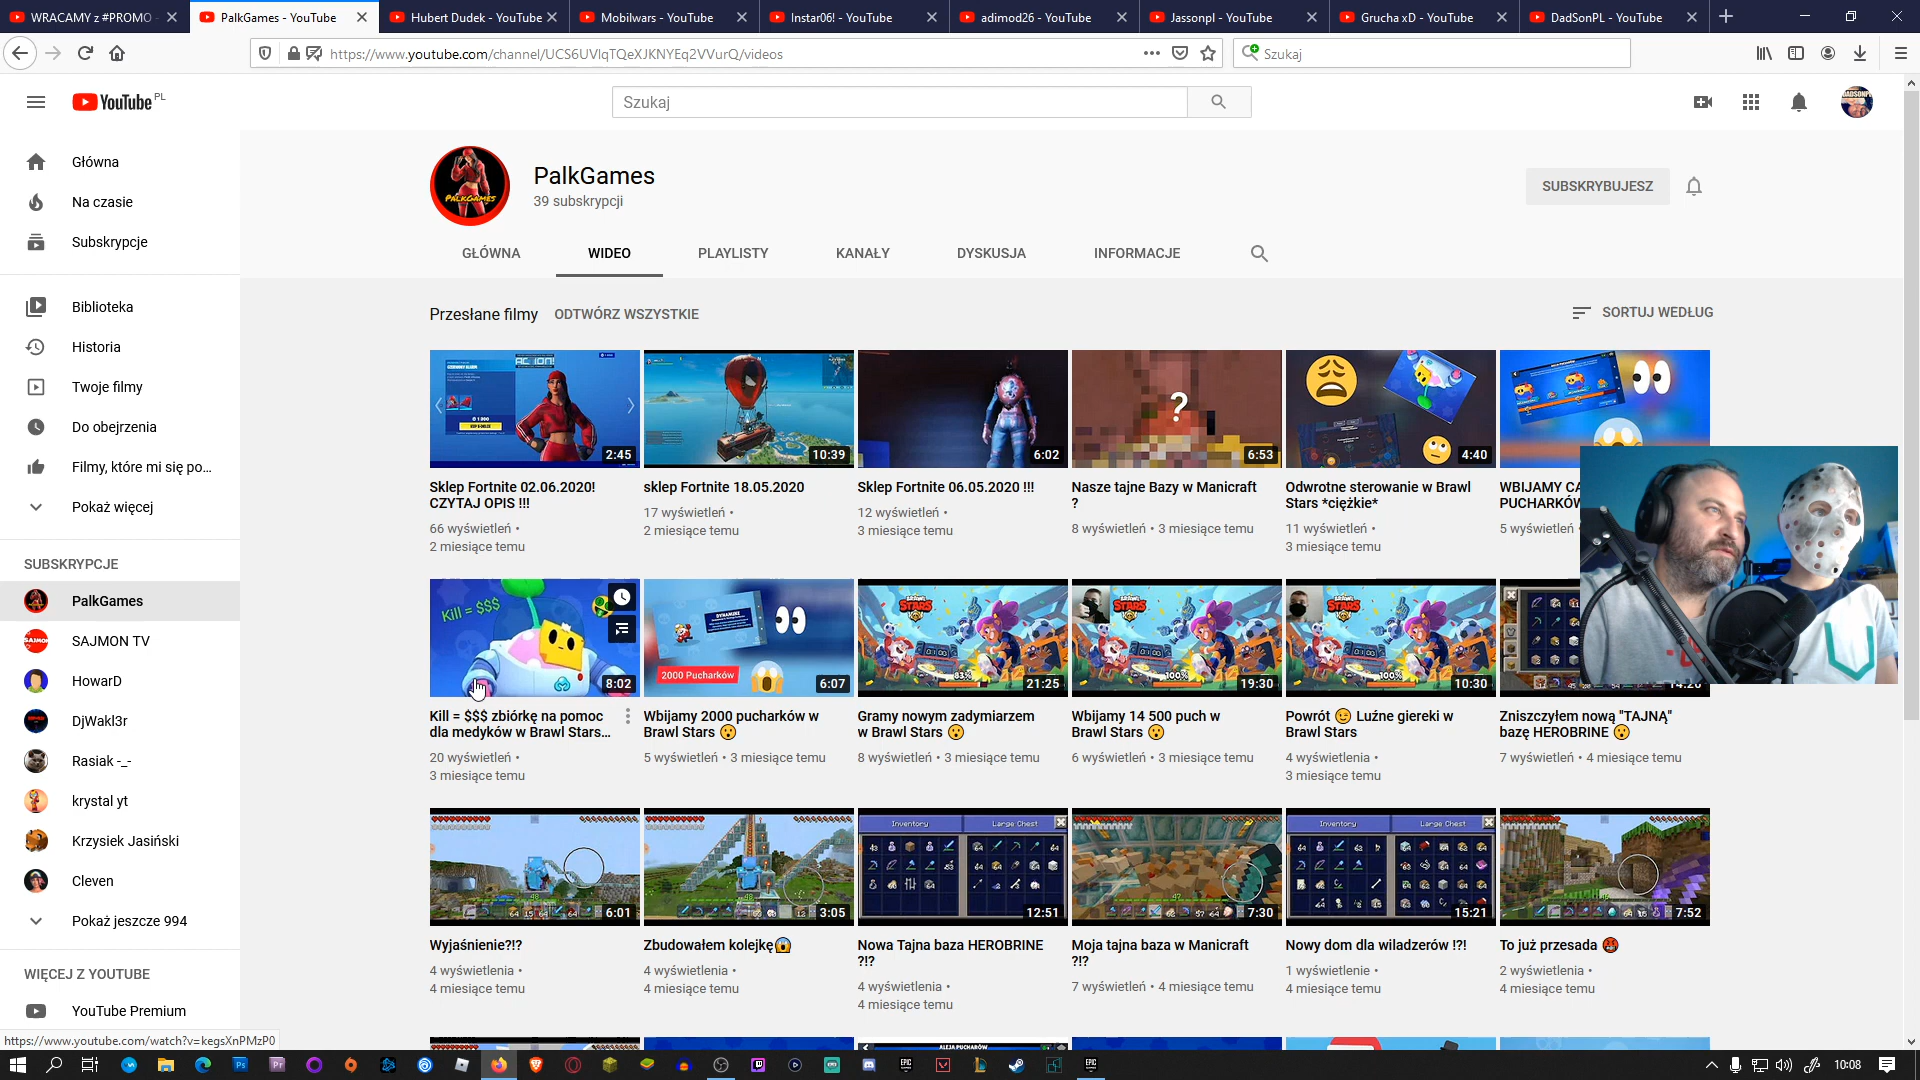 WRACAMY z #PROMO
PalkGames - YouTube
Hubert Dudek - YouTube
Mobilwars - YouTube
Instar06! - YouTube
adimod26 - YouTube
Jassonpl - YouTube
Grucha xD - YouTube
DadSonPL - YouTube
https://www.youtube.com/channel/UCS6UVlqTQeXJKNYEq2VVurQ/videos
Szukaj
YouTube PL
Szukaj
Główna
Na czasie
Subskrypcje
Biblioteka
Historia
Twoje filmy
Do obejrzenia
Filmy, które mi się po...
Pokaż więcej
SUBSKRYPCJE
PalkGames
SAJMON TV
HowarD
DjWakl3r
Rasiak -_-
krystal yt
Krzysiek Jasiński
Cleven
Pokaż jeszcze 994
WIĘCEJ Z YOUTUBE
YouTube Premium
PalkGames
PalkGames
39 subskrypcji
SUBSKRYBUJESZ
GŁÓWNA
WIDEO
PLAYLISTY
KANAŁY
DYSKUSJA
INFORMACJE
Przesłane filmy
ODTWÓRZ WSZYSTKIE
SORTUJ WEDŁUG
2:45
10:39
6:02
?
6:53
4:40
Sklep Fortnite 02.06.2020!
CZYTAJ OPIS !!!
66 wyświetleń •
2 miesiące temu
sklep Fortnite 18.05.2020
17 wyświetleń •
2 miesiące temu
Sklep Fortnite 06.05.2020 !!!
12 wyświetleń •
3 miesiące temu
Nasze tajne Bazy w Manicraft
?
8 wyświetleń • 3 miesiące temu
Odwrotne sterowanie w Brawl
Stars *ciężkie*
11 wyświetleń •
3 miesiące temu
WBIJAMY
PUCHARKÓW
5 wyświetleń
Kill = $$$
8:02
2000 Pucharków
6:07
BRAWL
STARS
83%
21:25
BRAWL
STARS
100%
19:30
BRAWL
STARS
100%
10:30
Kill = $$$ zbiórkę na pomoc
dla medyków w Brawl Stars...
20 wyświetleń •
3 miesiące temu
Wbijamy 2000 pucharków w
Brawl Stars 😯
5 wyświetleń • 3 miesiące temu
Gramy nowym zadymiarzem
w Brawl Stars 😯
8 wyświetleń • 3 miesiące temu
Wbijamy 14 500 puch w
Brawl Stars 😯
6 wyświetleń • 3 miesiące temu
Powrót 😉 Luźne giereki w
Brawl Stars
4 wyświetlenia •
3 miesiące temu
Zniszczyłem nową "TAJNĄ"
bazę HEROBRINE 😯
7 wyświetleń • 4 miesiące temu
6:01
3:05
Inventory
Large Chest
12:51
7:30
Inventory
Large Chest
15:21
7:52
Wyjaśnienie?!?
4 wyświetlenia •
4 miesiące temu
Zbudowałem kolejkę😱
4 wyświetlenia •
4 miesiące temu
Nowa Tajna baza HEROBRINE
?!?
4 wyświetlenia •
4 miesiące temu
Moja tajna baza w Manicraft
?!?
7 wyświetleń • 4 miesiące temu
Nowy dom dla wiladzerów !?!
1 wyświetlenie •
4 miesiące temu
To już przesada 🤬
2 wyświetlenia •
4 miesiące temu
ALEJA PUCHARÓW
https://www.youtube.com/watch?v=kegsXnPMzP0
10:08